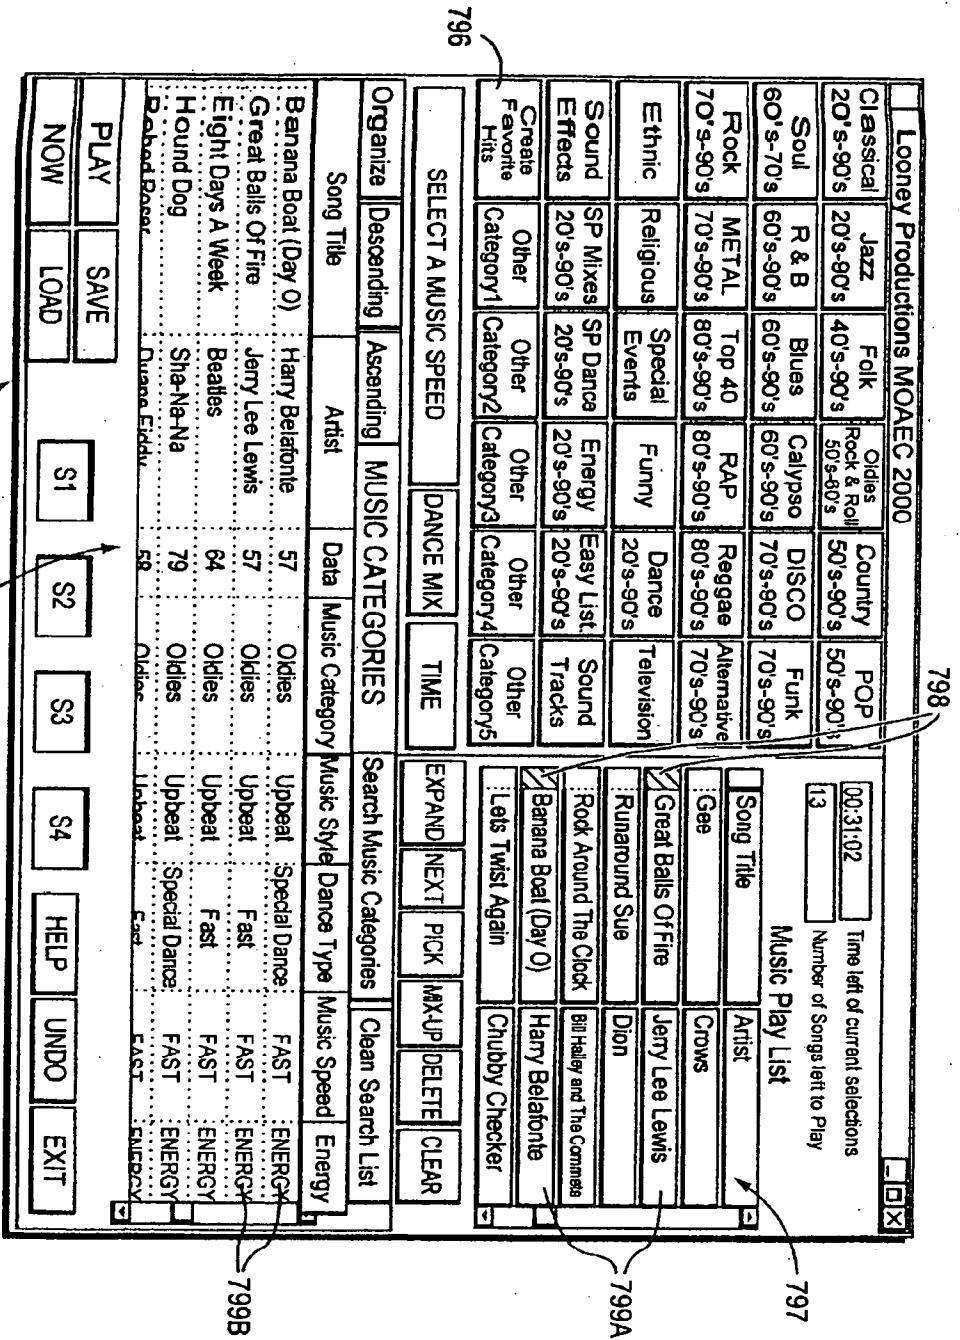 798
797
Looney Productions MOAEC 2000
Classical 20's-90's
Jazz 20's-90's
Folk 40's-90's
Oldies Rock & Roll 50's-60's
Country 50's-90's
POP 50's-90's
Soul 60's-70's
R & B 60's-90's
Blues 60's-90's
Calypso 60's-90's
DISCO 70's-90's
Funk 70's-90's
Rock 70's-90's
METAL 70's-90's
Top 40 80's-90's
RAP 80's-90's
Reggae 80's-90's
Alternative 70's-90's
Ethnic
Religious
Special Events
Funny
Dance 20's-90's
Television
Sound Effects
SP Mixes 20's-90's
SP Dance 20's-90's
Energy 20's-90's
Easy List. 20's-90's
Sound Tracks
796
Create Favorite Hits
Other Category1
Other Category2
Other Category3
Other Category4
Other Category5
00:31:02 Time left of current selections
13 Number of Songs left to Play
Music Play List
Song Title Artist
Gee Crows
Great Balls Of Fire Jerry Lee Lewis
Runaround Sue Dion
Rock Around The Clock Bill Halley and The Commets
Banana Boat (Day O) Harry Belafonte
Lets Twist Again Chubby Checker
799A
SELECT A MUSIC SPEED DANCE MIX TIME EXPAND NEXT PICK MX-UP DELETE CLEAR
Organize Descending Ascending MUSIC CATEGORIES Search Music Categories Clean Search List
Song Title Artist Data Music Category Music Style Dance Type Music Speed Energy
Banana Boat (Day O) Harry Belafonte 57 Oldies Upbeat Special Dance FAST ENERGY
Great Balls Of Fire Jerry Lee Lewis 57 Oldies Upbeat Fast FAST ENERGY
Eight Days A Week Beatles 64 Oldies Upbeat Fast FAST ENERGY
Hound Dog Sha-Na-Na 79 Oldies Upbeat Special Dance FAST ENERGY
58 Oldies Upbeat Fast FAST ENERGY
799B
PLAY SAVE
NOW LOAD
S1 S2 S3 S4 HELP UNDO EXIT